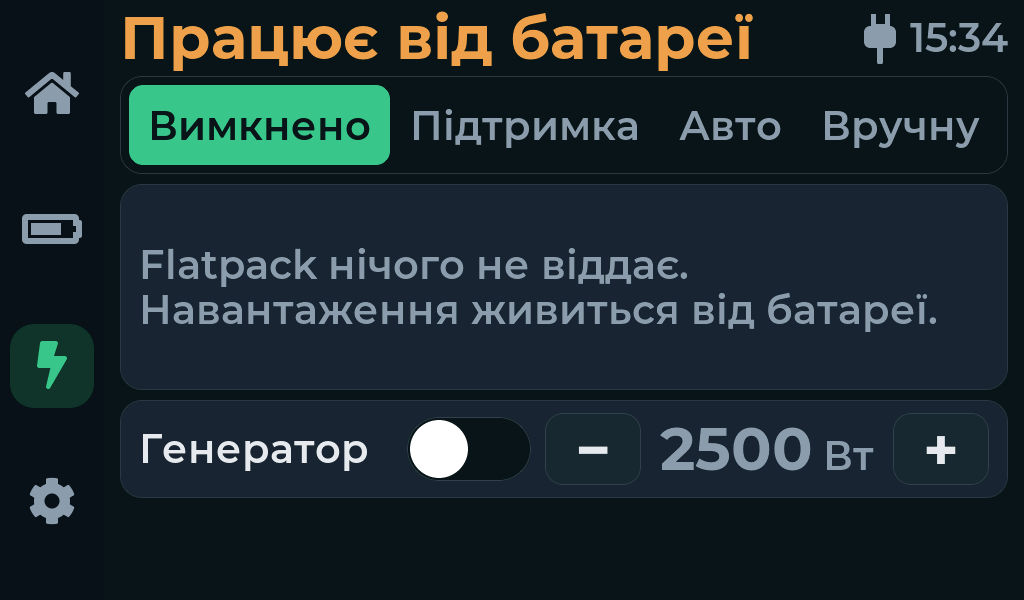 Працює від батареї
15:34
Вимкнено Підтримка Авто Вручну
Flatpack нічого не віддає.
Навантаження живиться від батареї.
Генератор − 2500 Вт +